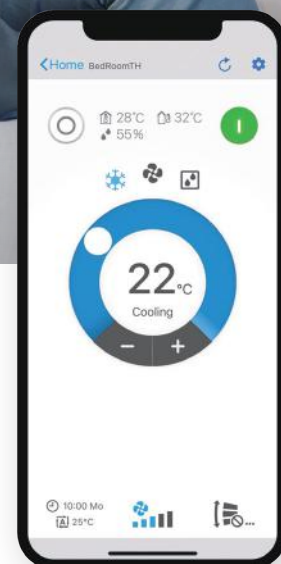 Home BedRoomTH
28°C 32°C
55%
22°C
Cooling
− +
10:00 Mo
A 25°C
...